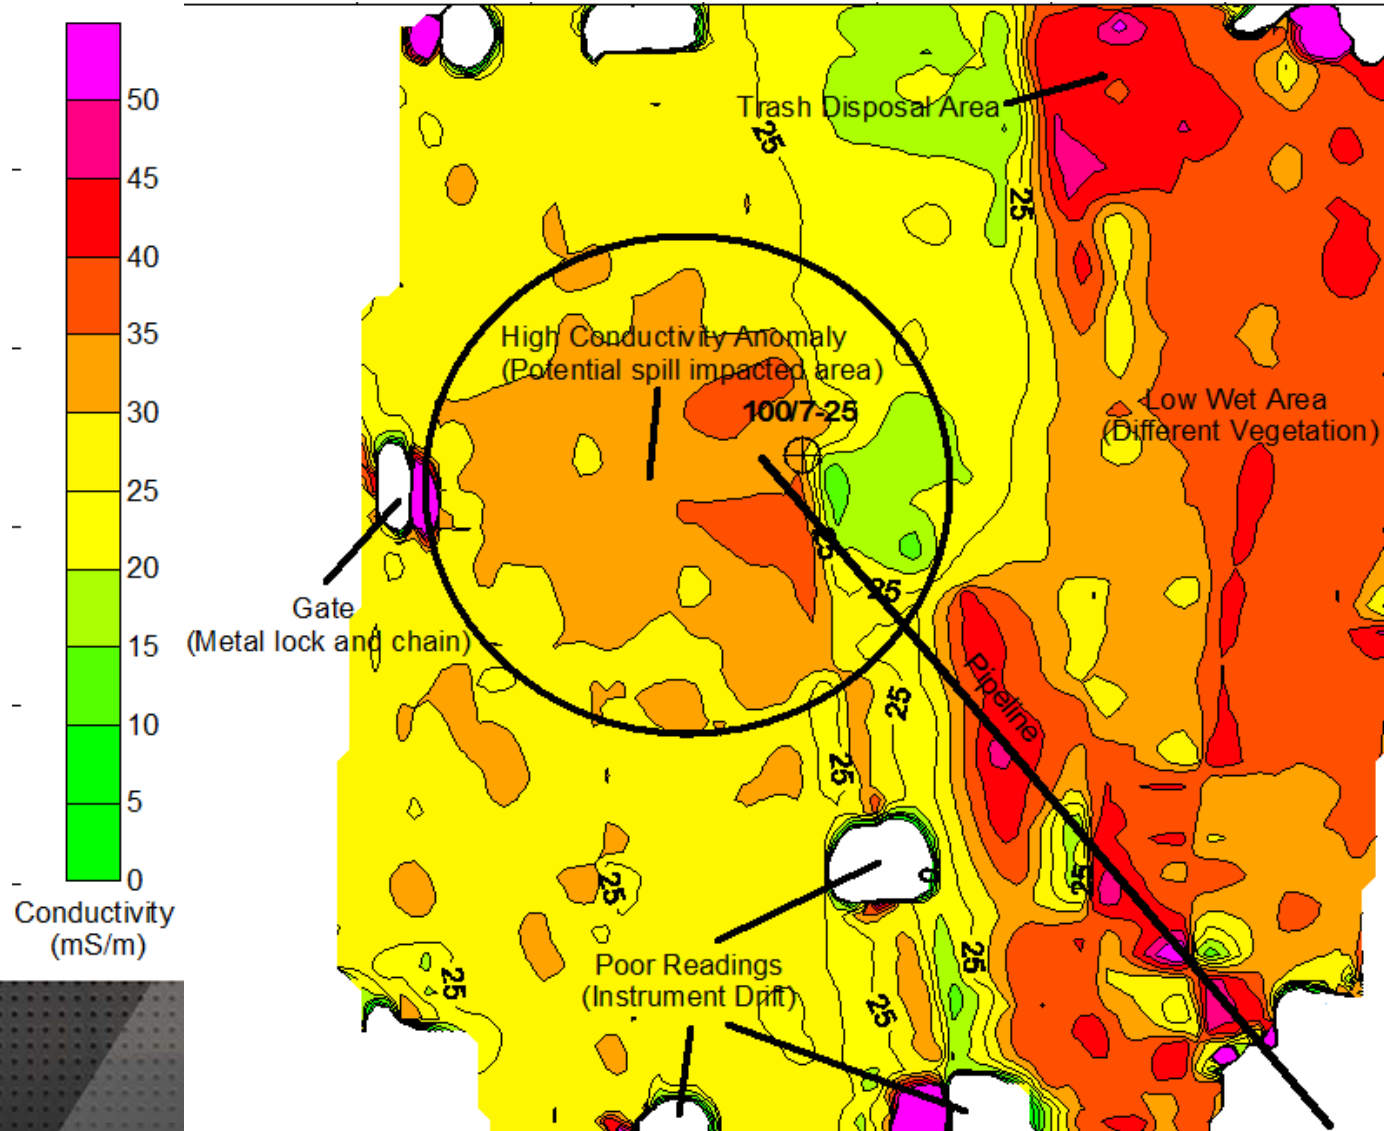 50
45
40
35
30
25
20
15
10
5
0
Conductivity
(mS/m)
Trash Disposal Area
25
25
High Conductivity Anomaly
(Potential spill impacted area)
100/7-25
Low Wet Area
(Different Vegetation)
25
25
Gate
(Metal lock and chain)
Pipeline
25
25
25
25
0
25
25
Poor Readings
(Instrument Drift)
25